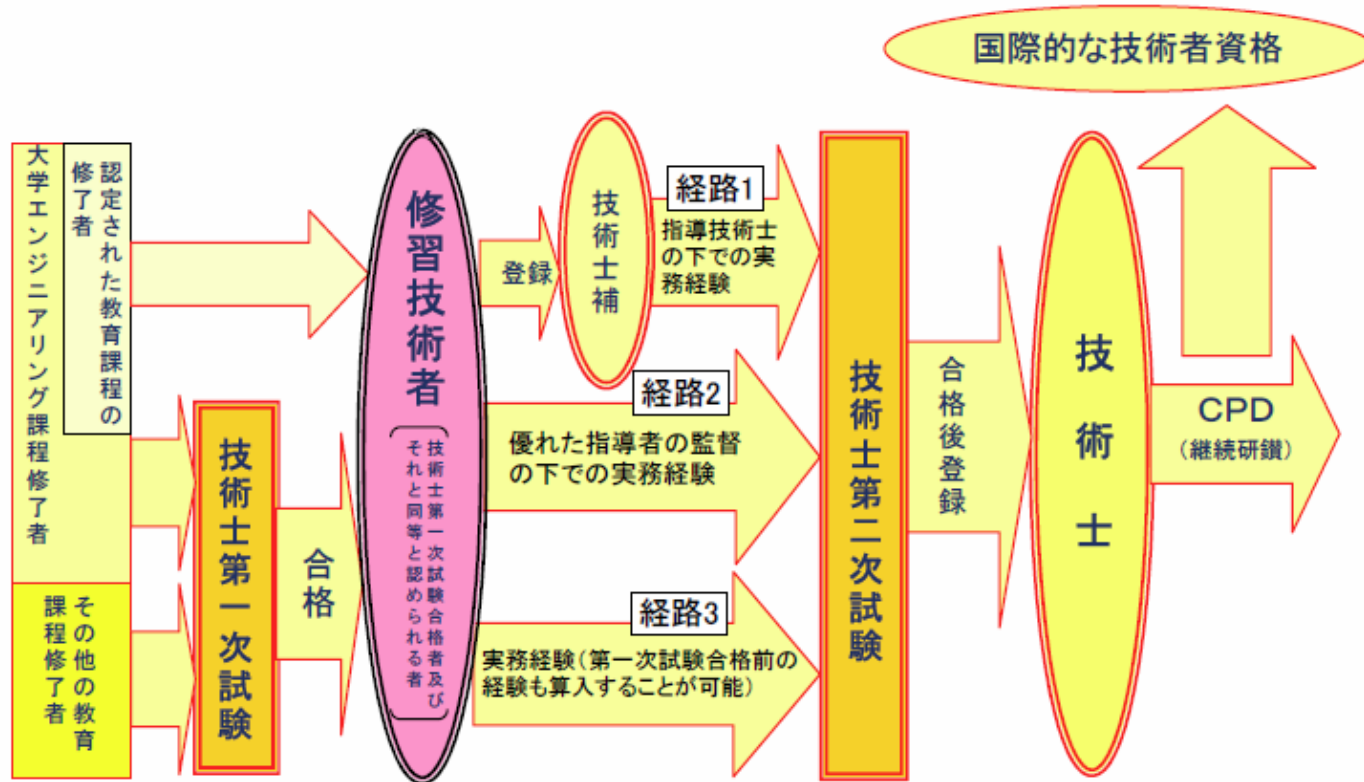 国際的な技術者資格
大学エンジニアリング課程修了者
認定された教育課程の
修了者
その他の教育
課程修了者
技術士第一次試験
合格
修習技術者
技術士第一次試験合格者及び
それと同等と認められる者
登録
技術士補
経路1
指導技術士
の下での実
務経験
経路2
優れた指導者の監督
の下での実務経験
経路3
実務経験(第一次試験合格前の
経験も算入することが可能)
技術士第二次試験
合格後登録
技術士
CPD
(継続研鑽)